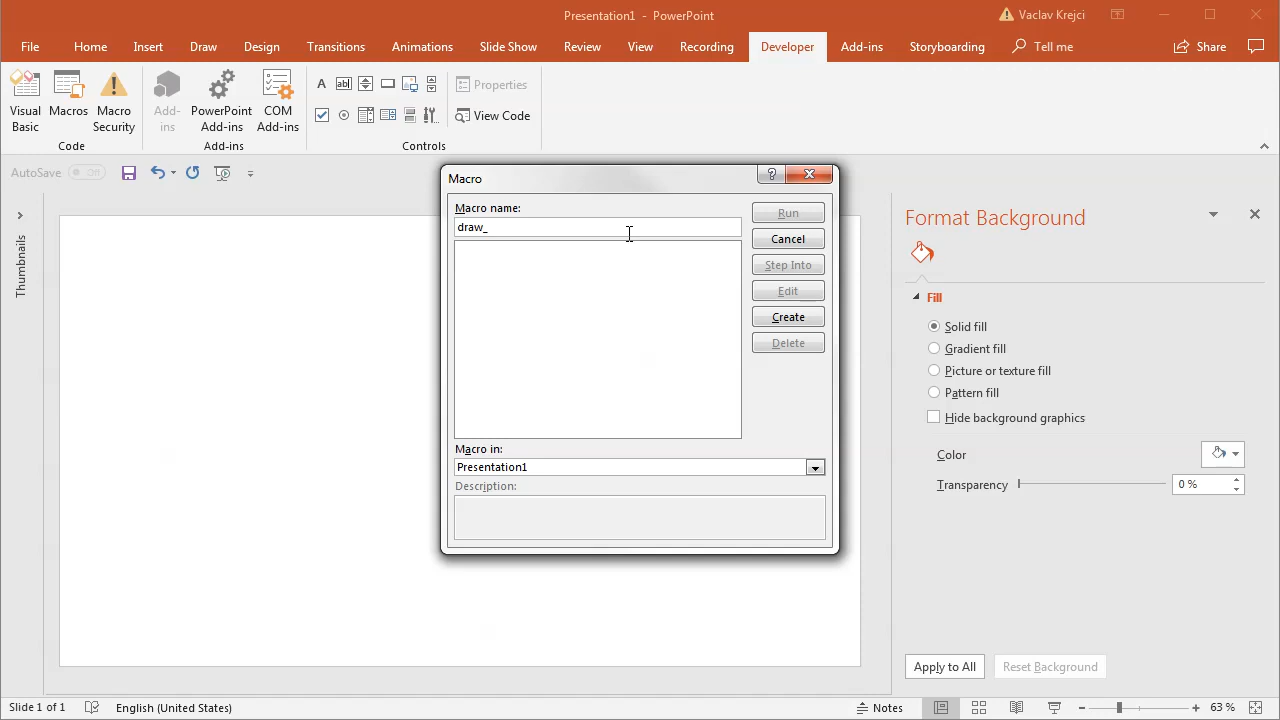 Presentation1 - PowerPoint
Vaclav Krejci
File Home Insert Draw Design Transitions Animations Slide Show Review View Recording Developer Add-ins Storyboarding Tell me Share
Visual Basic
Macros
Macro Security
Code
Add-ins
PowerPoint Add-ins
COM Add-ins
Add-ins
Properties
View Code
Controls
AutoSave Off
Thumbnails
Macro
Macro name:
draw_
Run
Cancel
Step Into
Edit
Create
Delete
Macro in:
Presentation1
Description:
Format Background
Fill
Solid fill
Gradient fill
Picture or texture fill
Pattern fill
Hide background graphics
Color
Transparency 0 %
Apply to All Reset Background
Slide 1 of 1 English (United States) Notes 63 %